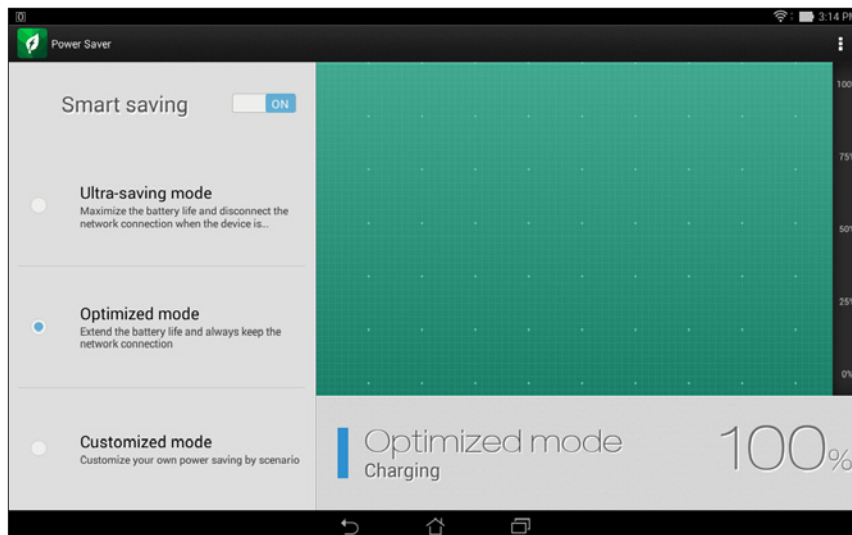 3:14 PM
Power Saver
Smart saving
ON
Ultra-saving mode
Maximize the battery life and disconnect the
network connection when the device is...
Optimized mode
Extend the battery life and always keep the
network connection
Customized mode
Customize your own power saving by scenario
100%
75%
50%
25%
0%
Optimized mode
Charging
100%